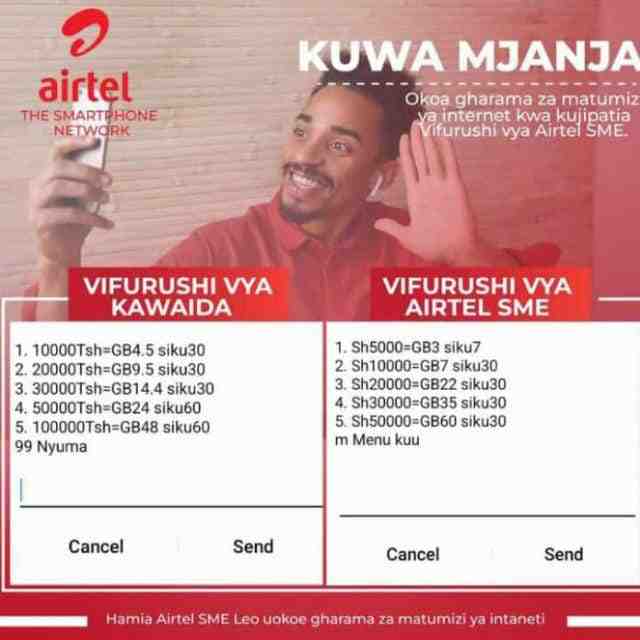 airtel
THE SMARTPHONE
NETWORK
KUWA MJANJA
Okoa gharama za matumizi
ya internet kwa kujipatia
Vifurushi vya Airtel SME.
VIFURUSHI VYA
KAWAIDA
1. 10000Tsh=GB4.5 siku30
2. 20000Tsh=GB9.5 siku30
3. 30000Tsh=GB14.4 siku30
4. 50000Tsh=GB24 siku60
5. 100000Tsh=GB48 siku60
99 Nyuma
Cancel Send
VIFURUSHI VYA
AIRTEL SME
1. Sh5000=GB3 siku7
2. Sh10000=GB7 siku30
3. Sh20000=GB22 siku30
4. Sh30000=GB35 siku30
5. Sh50000=GB60 siku30
m Menu kuu
Cancel Send
Hamia Airtel SME Leo uokoe gharama za matumizi ya intaneti